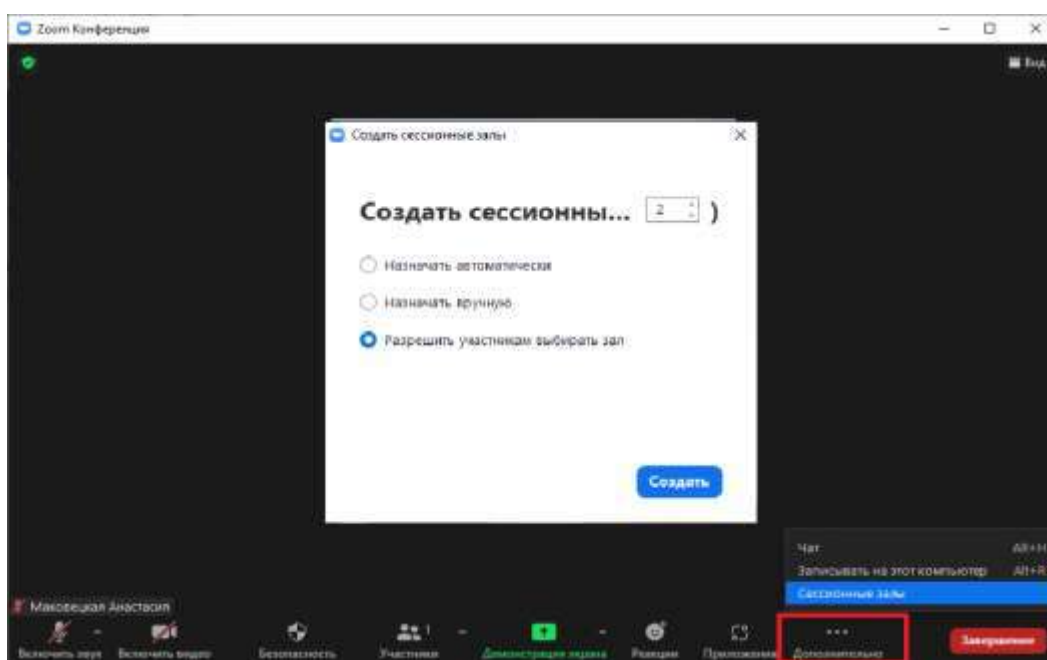 Zoom Конференция
Вид
Создать сессионные залы
Создать сессионны... 2 )
Назначать автоматически
Назначать вручную
Разрешить участникам выбирать зал
Создать
Чат Alt+H
Записывать на этот компьютер Alt+R
Сессионные залы
Маковецкая Анастасия
1
Включить звук Включить видео Безопасность Участники Демонстрация экрана Реакции Приложения Дополнительно Завершение